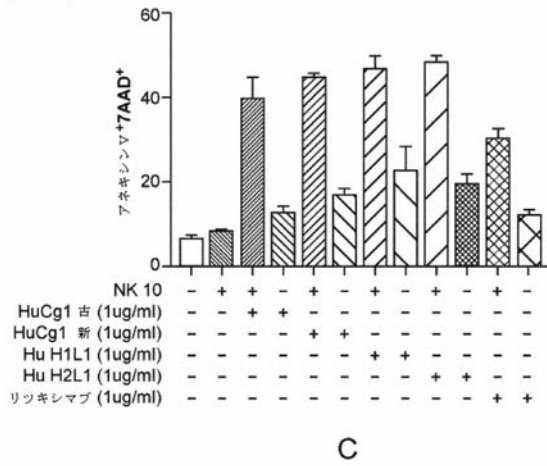 60
40
20
0
アネキシンV⁺7AAD⁺
NK 10 - + + - + - + - + - + -
HuCg1 古 (1ug/ml) - - + + - - - - - - - -
HuCg1 新 (1ug/ml) - - - - + + - - - - - -
Hu H1L1 (1ug/ml) - - - - - - + + - - - -
Hu H2L1 (1ug/ml) - - - - - - - - + + - -
リツキシマブ (1ug/ml) - - - - - - - - - - + +
C